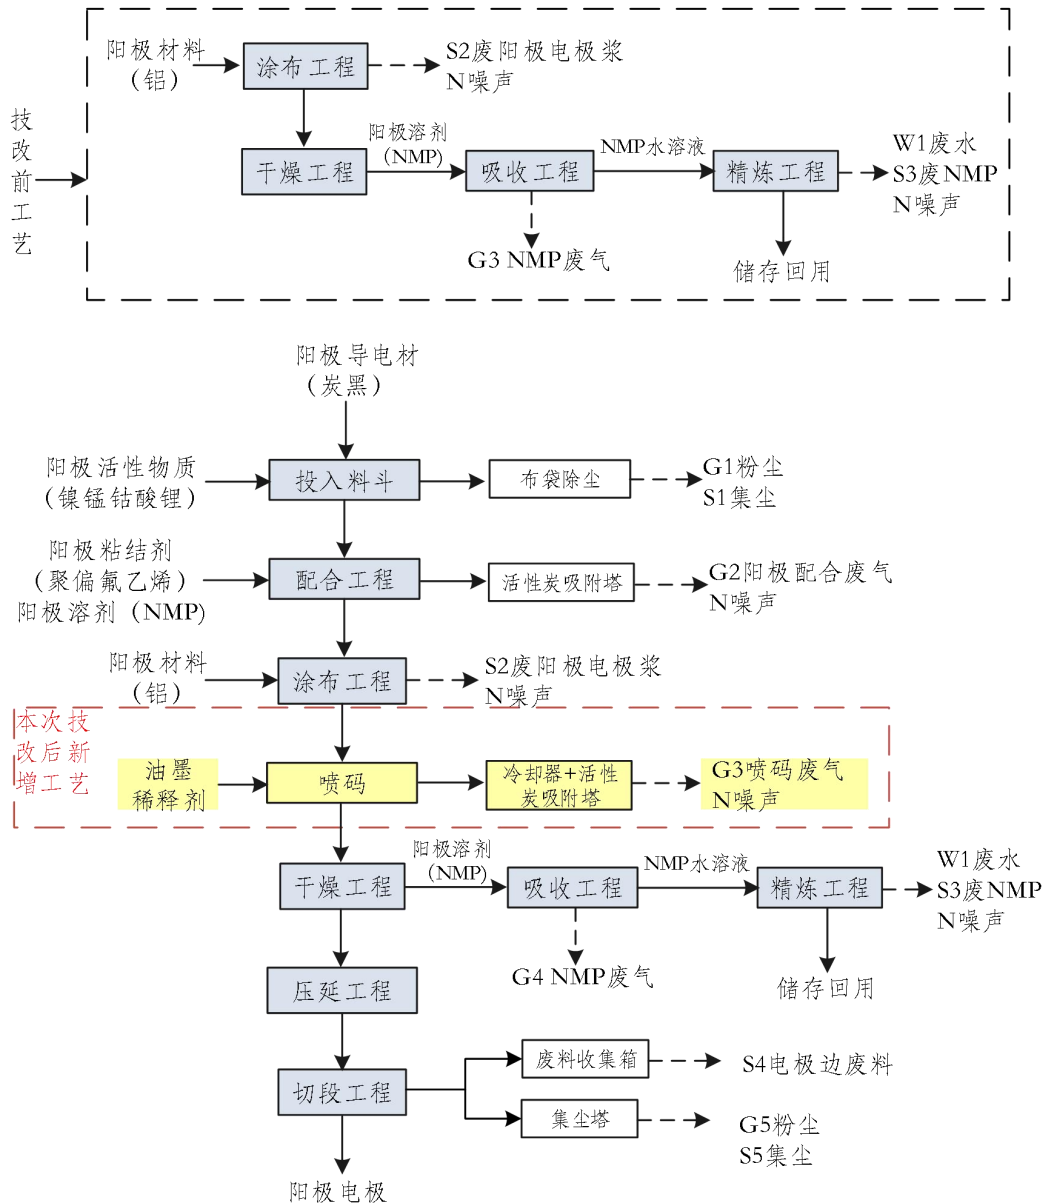 阳极材料
（铝）
涂布工程
S2废阳极电极浆
N噪声
技
改
前
工
艺
干燥工程
阳极溶剂
（NMP）
吸收工程
NMP水溶液
精炼工程
W1废水
S3废NMP
N噪声
G3 NMP废气
储存回用
阳极导电材
（炭黑）
阳极活性物质
（镍锰钴酸锂）
投入料斗
布袋除尘
G1粉尘
S1集尘
阳极粘结剂
（聚偏氟乙烯）
阳极溶剂（NMP）
配合工程
活性炭吸附塔
G2阳极配合废气
N噪声
阳极材料
（铝）
涂布工程
S2废阳极电极浆
N噪声
本次技
改后新
增工艺
油墨
稀释剂
喷码
冷却器+活性
炭吸附塔
G3喷码废气
N噪声
干燥工程
阳极溶剂
（NMP）
吸收工程
NMP水溶液
精炼工程
W1废水
S3废NMP
N噪声
G4 NMP废气
储存回用
压延工程
切段工程
废料收集箱
S4电极边废料
集尘塔
G5粉尘
S5集尘
阳极电极